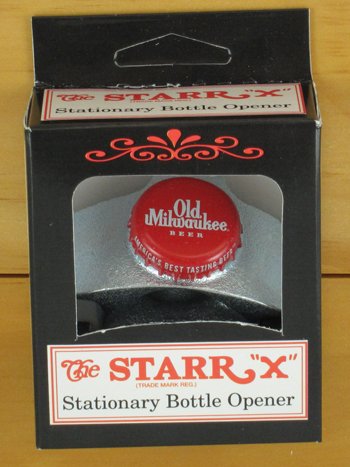 The STARR "X"
Stationary Bottle Opener
Old
Milwaukee
BEER
AMERICA'S BEST TASTING BEER
The STARR "X"
(TRADE MARK REG.)
Stationary Bottle Opener